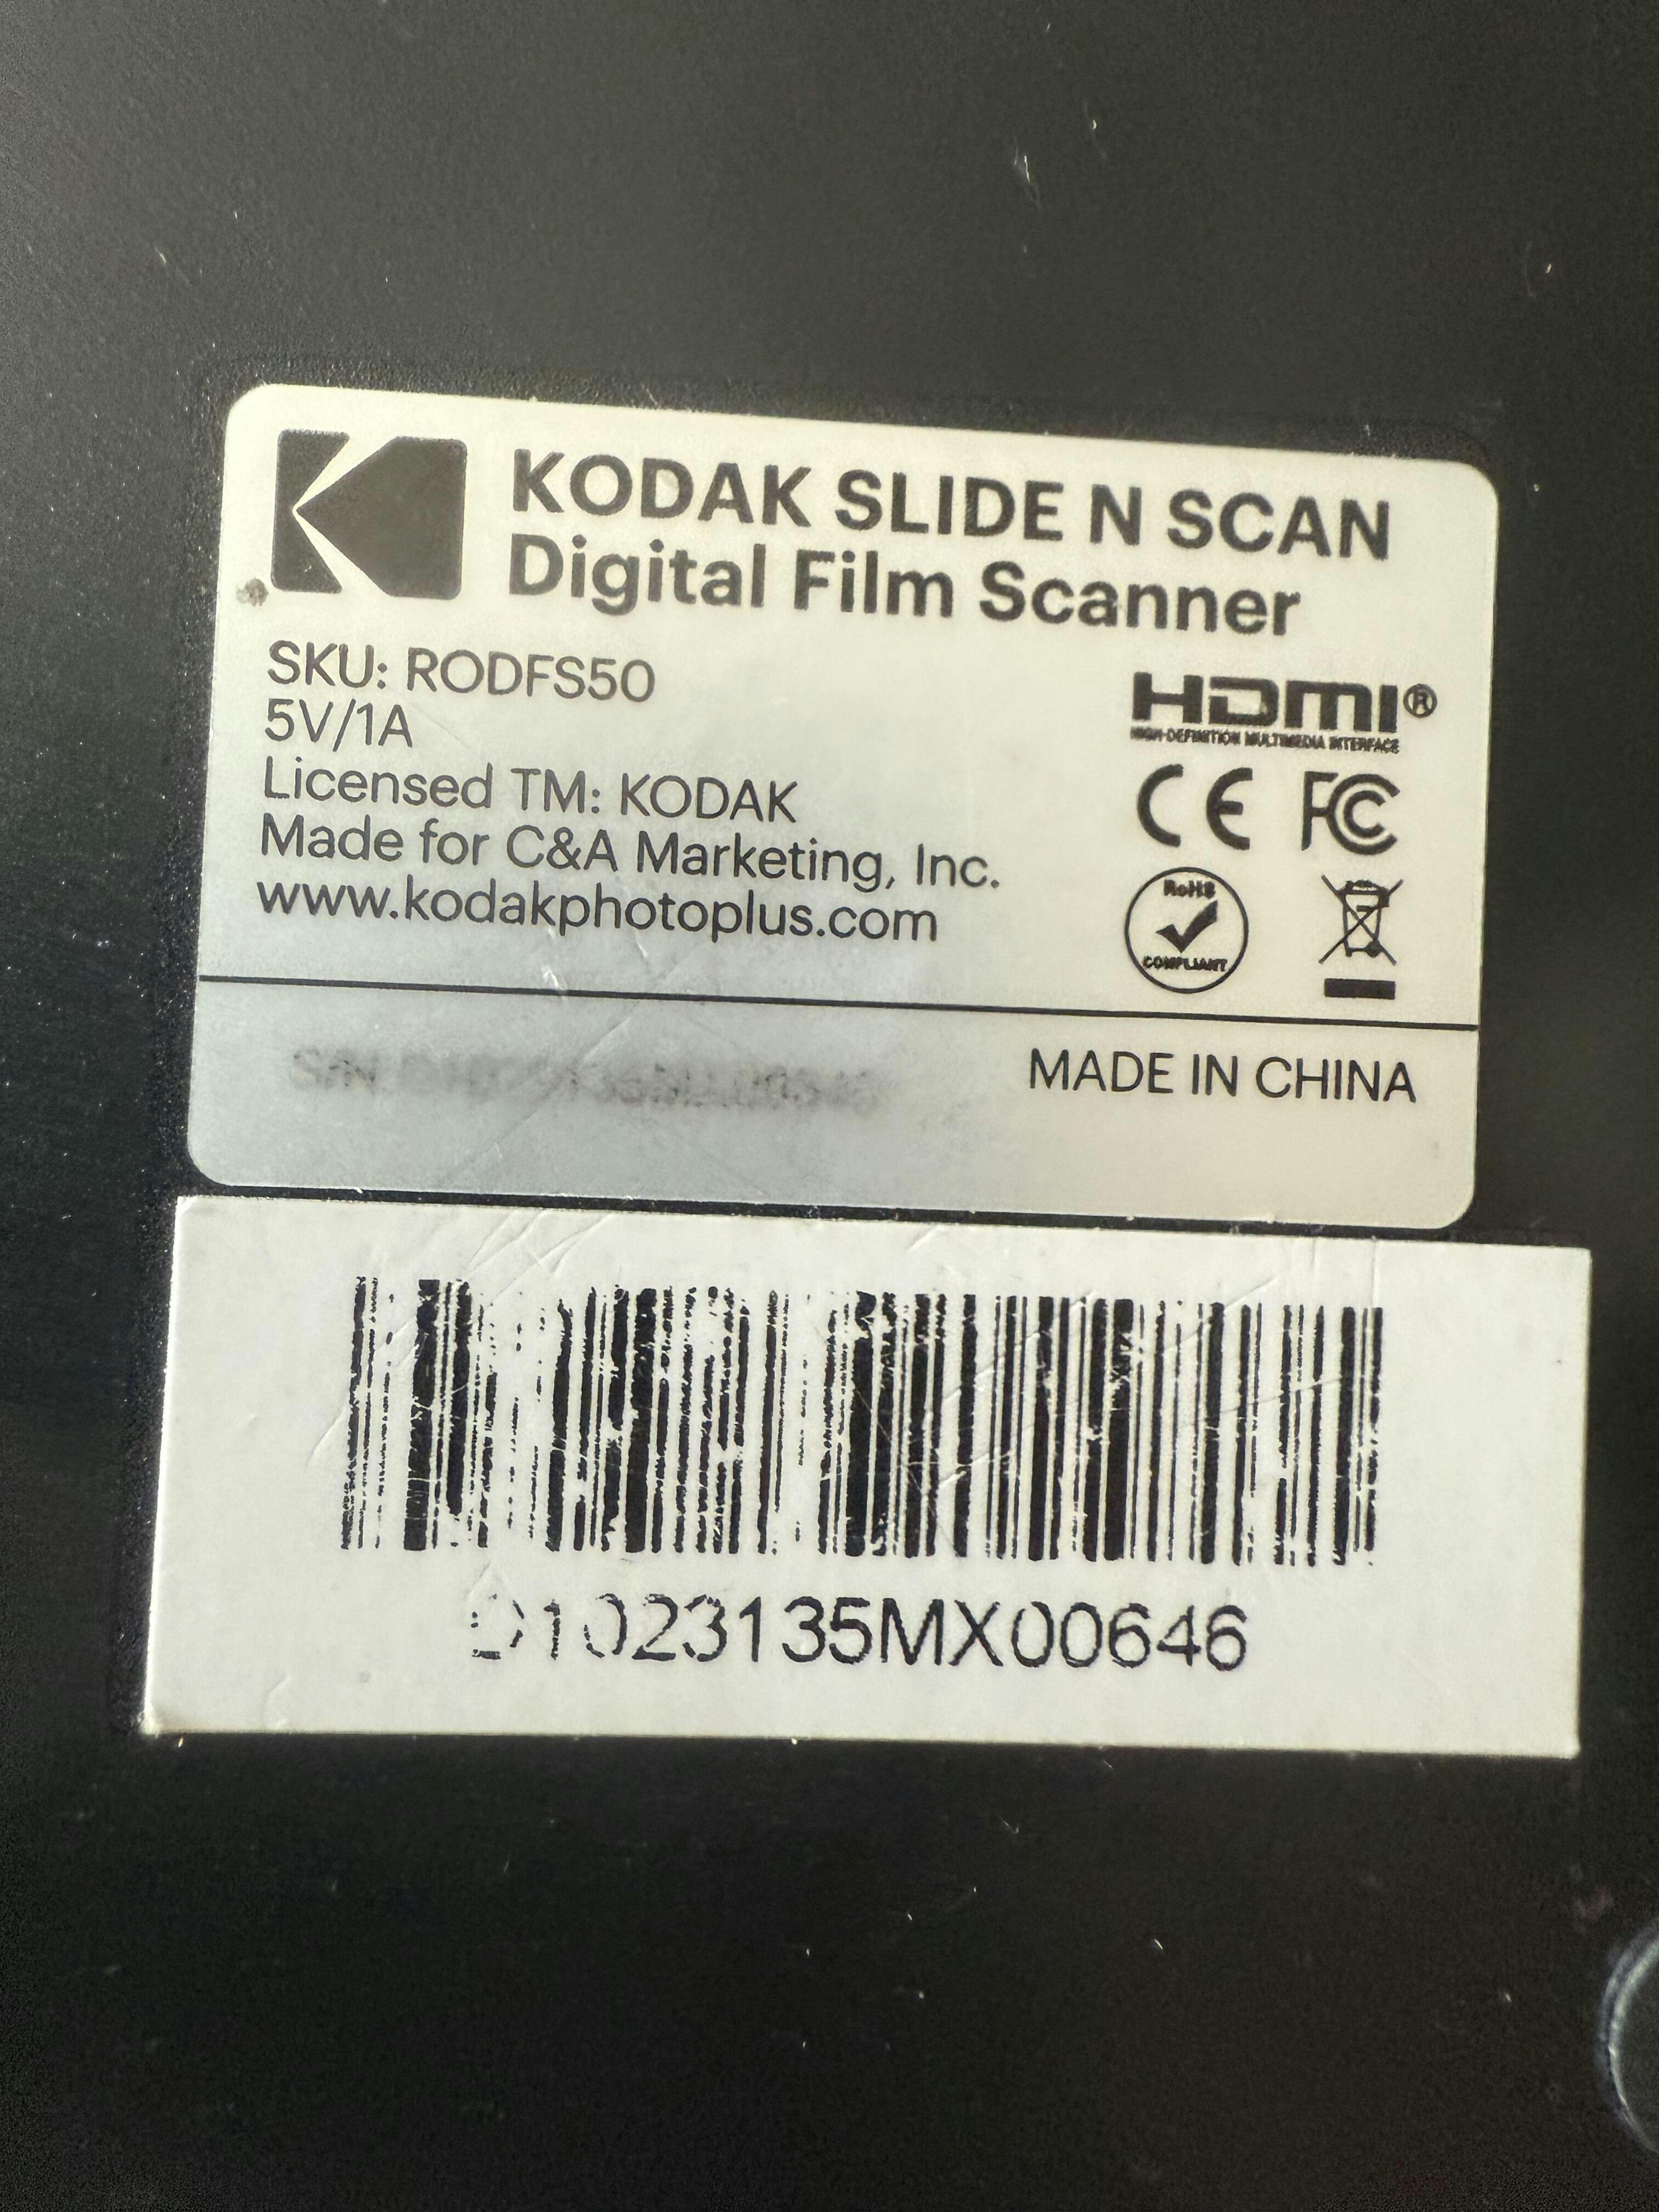 KODAK SLIDE N SCAN
Digital Film Scanner
SKU: RODFS50
5V/1A
Licensed TM: KODAK
Made for C&A Marketing, Inc.
www.kodakphotoplus.com
HDMI®
HIGH-DEFINITION MULTIMEDIA INTERFACE
CE FC
RoHS
COMPLIANT
MADE IN CHINA
D1023135MX00646